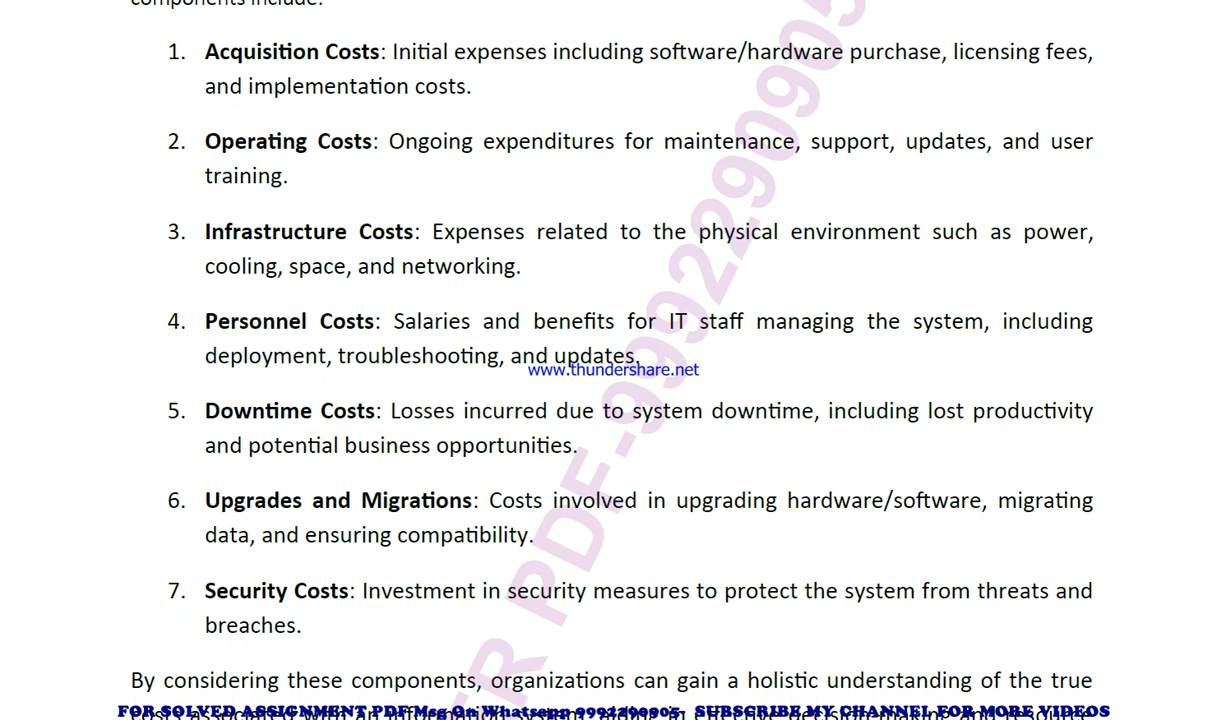 components include:
1. Acquisition Costs: Initial expenses including software/hardware purchase, licensing fees,
and implementation costs.
2. Operating Costs: Ongoing expenditures for maintenance, support, updates, and user
training.
3. Infrastructure Costs: Expenses related to the physical environment such as power,
cooling, space, and networking.
4. Personnel Costs: Salaries and benefits for IT staff managing the system, including
deployment, troubleshooting, and updates.
www.thundershare.net
5. Downtime Costs: Losses incurred due to system downtime, including lost productivity
and potential business opportunities.
6. Upgrades and Migrations: Costs involved in upgrading hardware/software, migrating
data, and ensuring compatibility.
7. Security Costs: Investment in security measures to protect the system from threats and
breaches.
By considering these components, organizations can gain a holistic understanding of the true
FOR SOLVED ASSIGNMENT PDF Msg On Whatsapp 9992290905- SUBSCRIBE MY CHANNEL FOR MORE VIDEOS
PDF-9992290905